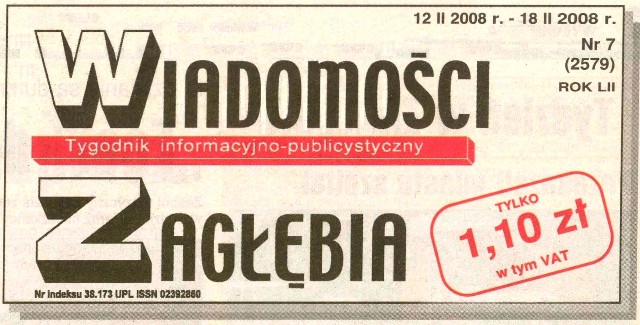 12 II 2008 r. - 18 II 2008 r.
Nr 7
(2579)
ROK LII
WIADOMOŚCI
Tygodnik informacyjno-publicystyczny
ZAGŁĘBIA
TYLKO
1,10 zł
w tym VAT
Nr indeksu 38.173 UPL ISSN 02392860